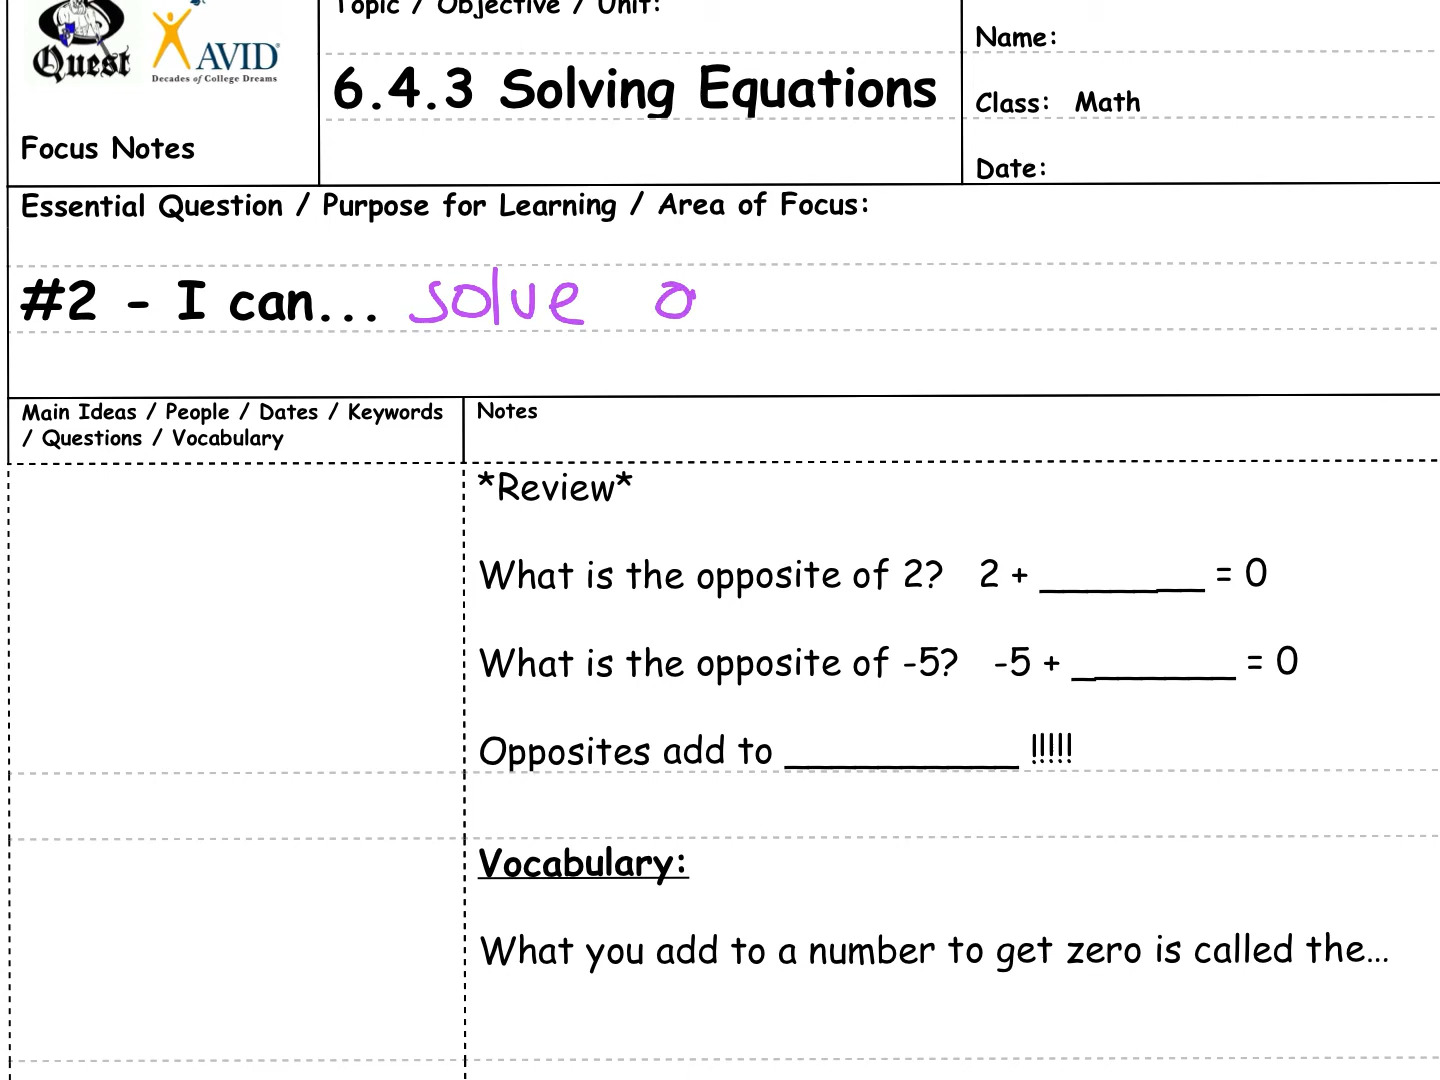 Quest
AVID
Decades of College Dreams
Focus Notes
Topic / Objective / Unit:
6.4.3 Solving Equations
Name:
Class: Math
Date:
Essential Question / Purpose for Learning / Area of Focus:
#2 - I can... solve o
Main Ideas / People / Dates / Keywords
/ Questions / Vocabulary
Notes
*Review*
What is the opposite of 2? 2 + ________ = 0
What is the opposite of -5? -5 + ________ = 0
Opposites add to ___________ !!!!!
Vocabulary:
What you add to a number to get zero is called the...